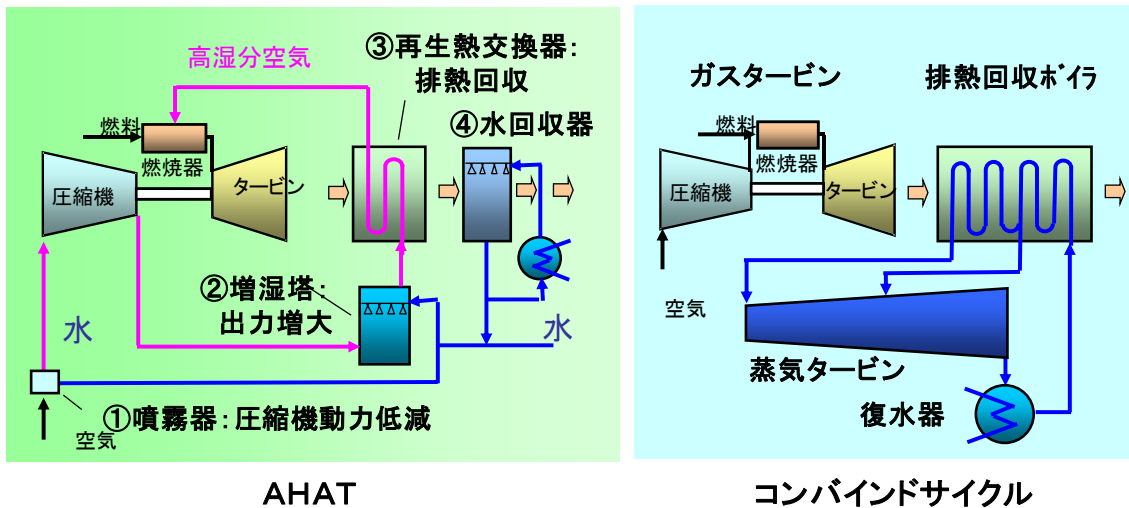 高湿分空気
③再生熱交換器：
排熱回収
④水回収器
燃料
燃焼器
圧縮機
タービン
②増湿塔：
出力増大
水
水
①噴霧器：圧縮機動力低減
空気
AHAT
ガスタービン
排熱回収ﾎﾞｲﾗ
燃料
燃焼器
圧縮機
タービン
空気
蒸気タービン
復水器
コンバインドサイクル